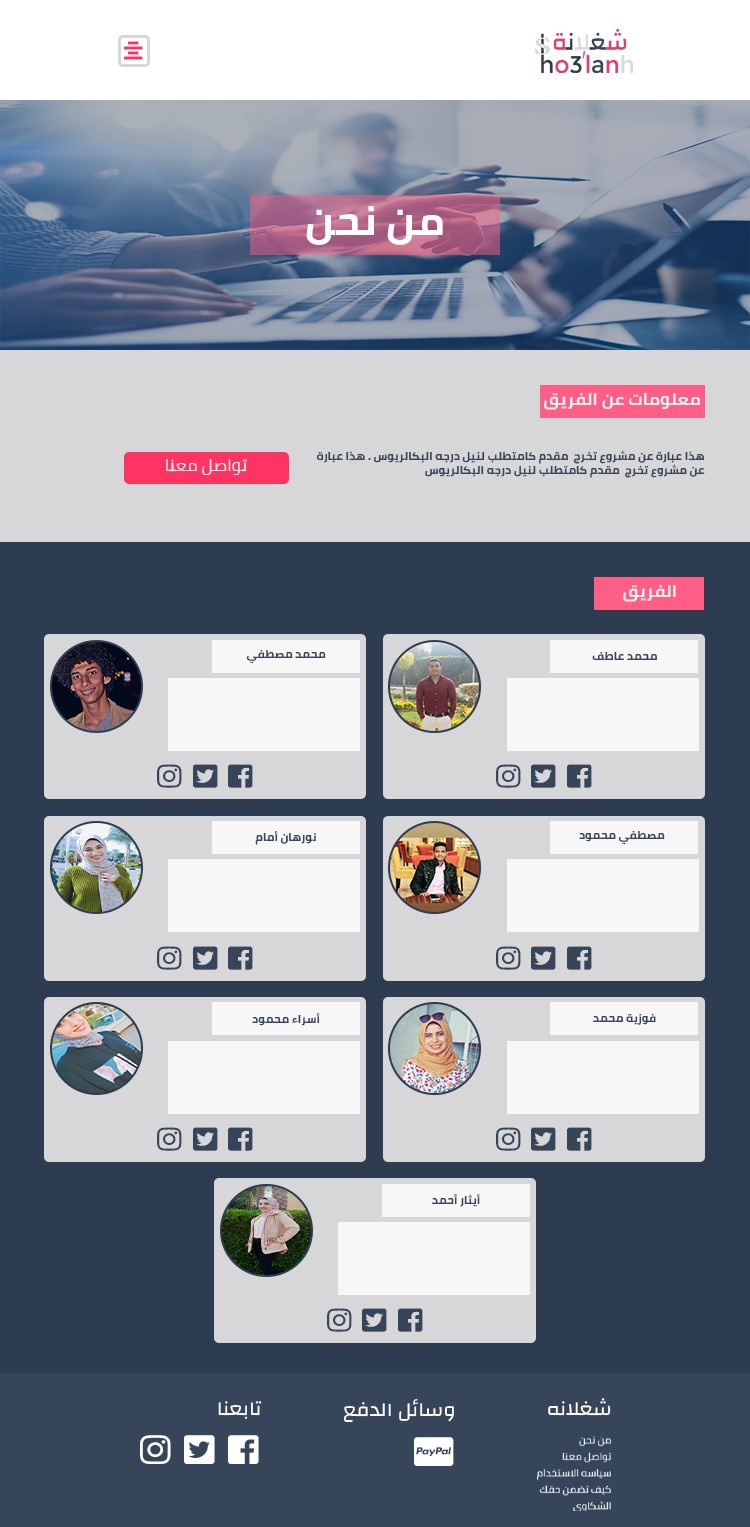 شغلانة
Sho3lanh
من نحن
معلومات عن الفريق
هذا عبارة عن مشروع تخرج مقدم كامتطلب لنيل درجه البكالريوس . هذا عبارة
عن مشروع تخرج مقدم كامتطلب لنيل درجه البكالريوس
تواصل معنا
الفريق
محمد عاطف
محمد مصطفي
مصطفي محمود
نورهان أمام
فوزية محمد
أسراء محمود
أيثار أحمد
شغلانه
من نحن
تواصل معنا
سياسه الاستخدام
كيف تضمن حقك
الشكاوى
وسائل الدفع
PayPal
تابعنا